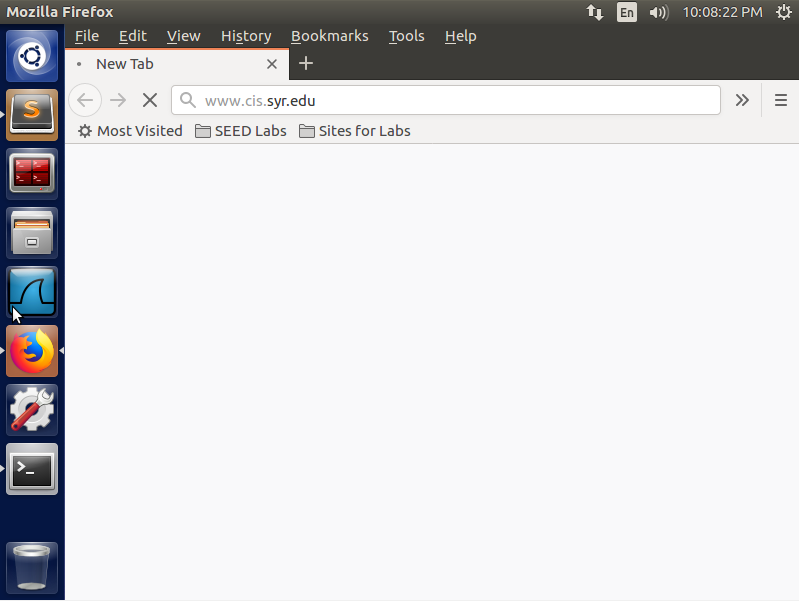 Mozilla Firefox En 10:08:22 PM
File Edit View History Bookmarks Tools Help
New Tab
www.cis.syr.edu
Most Visited SEED Labs Sites for Labs